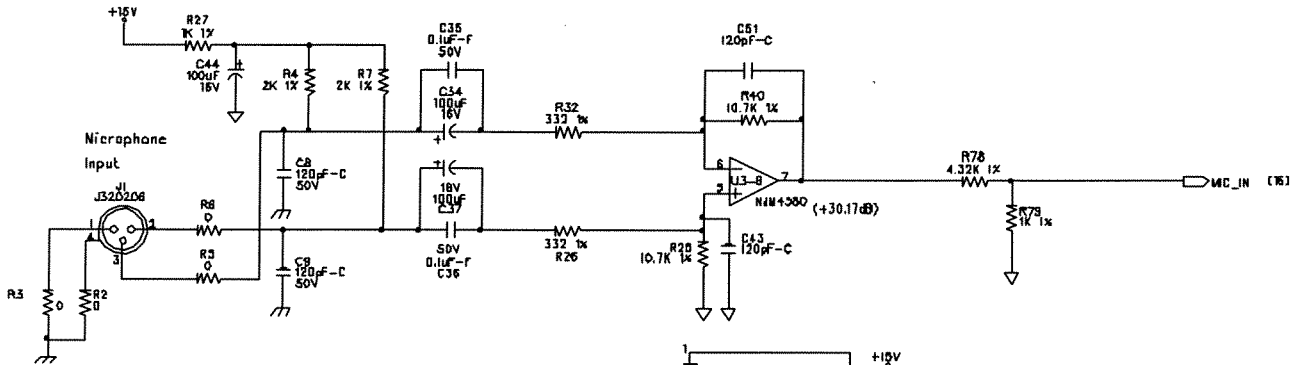 +15V
R27
1K 1%
C44
100uF
16V
R4
2K 1%
R7
2K 1%
C35
0.1uF-F
50V
C34
100uF
16V
C51
120pF-C
R40
10.7K 1%
R32
332 1%
Microphone
Input
J1
J320206
C8
120pF-C
50V
R6
0
R5
0
C9
120pF-C
50V
1
2
3
4
R3
0
R2
0
100uF
C37
50V
0.1uF-F
C36
332 1%
R26
6
5
7
U3-B
NJM4580
(+30.17dB)
C43
120pF-C
10.7K 1%
R78
4.32K 1%
R79
1K 1%
MIC_IN
1
+15V